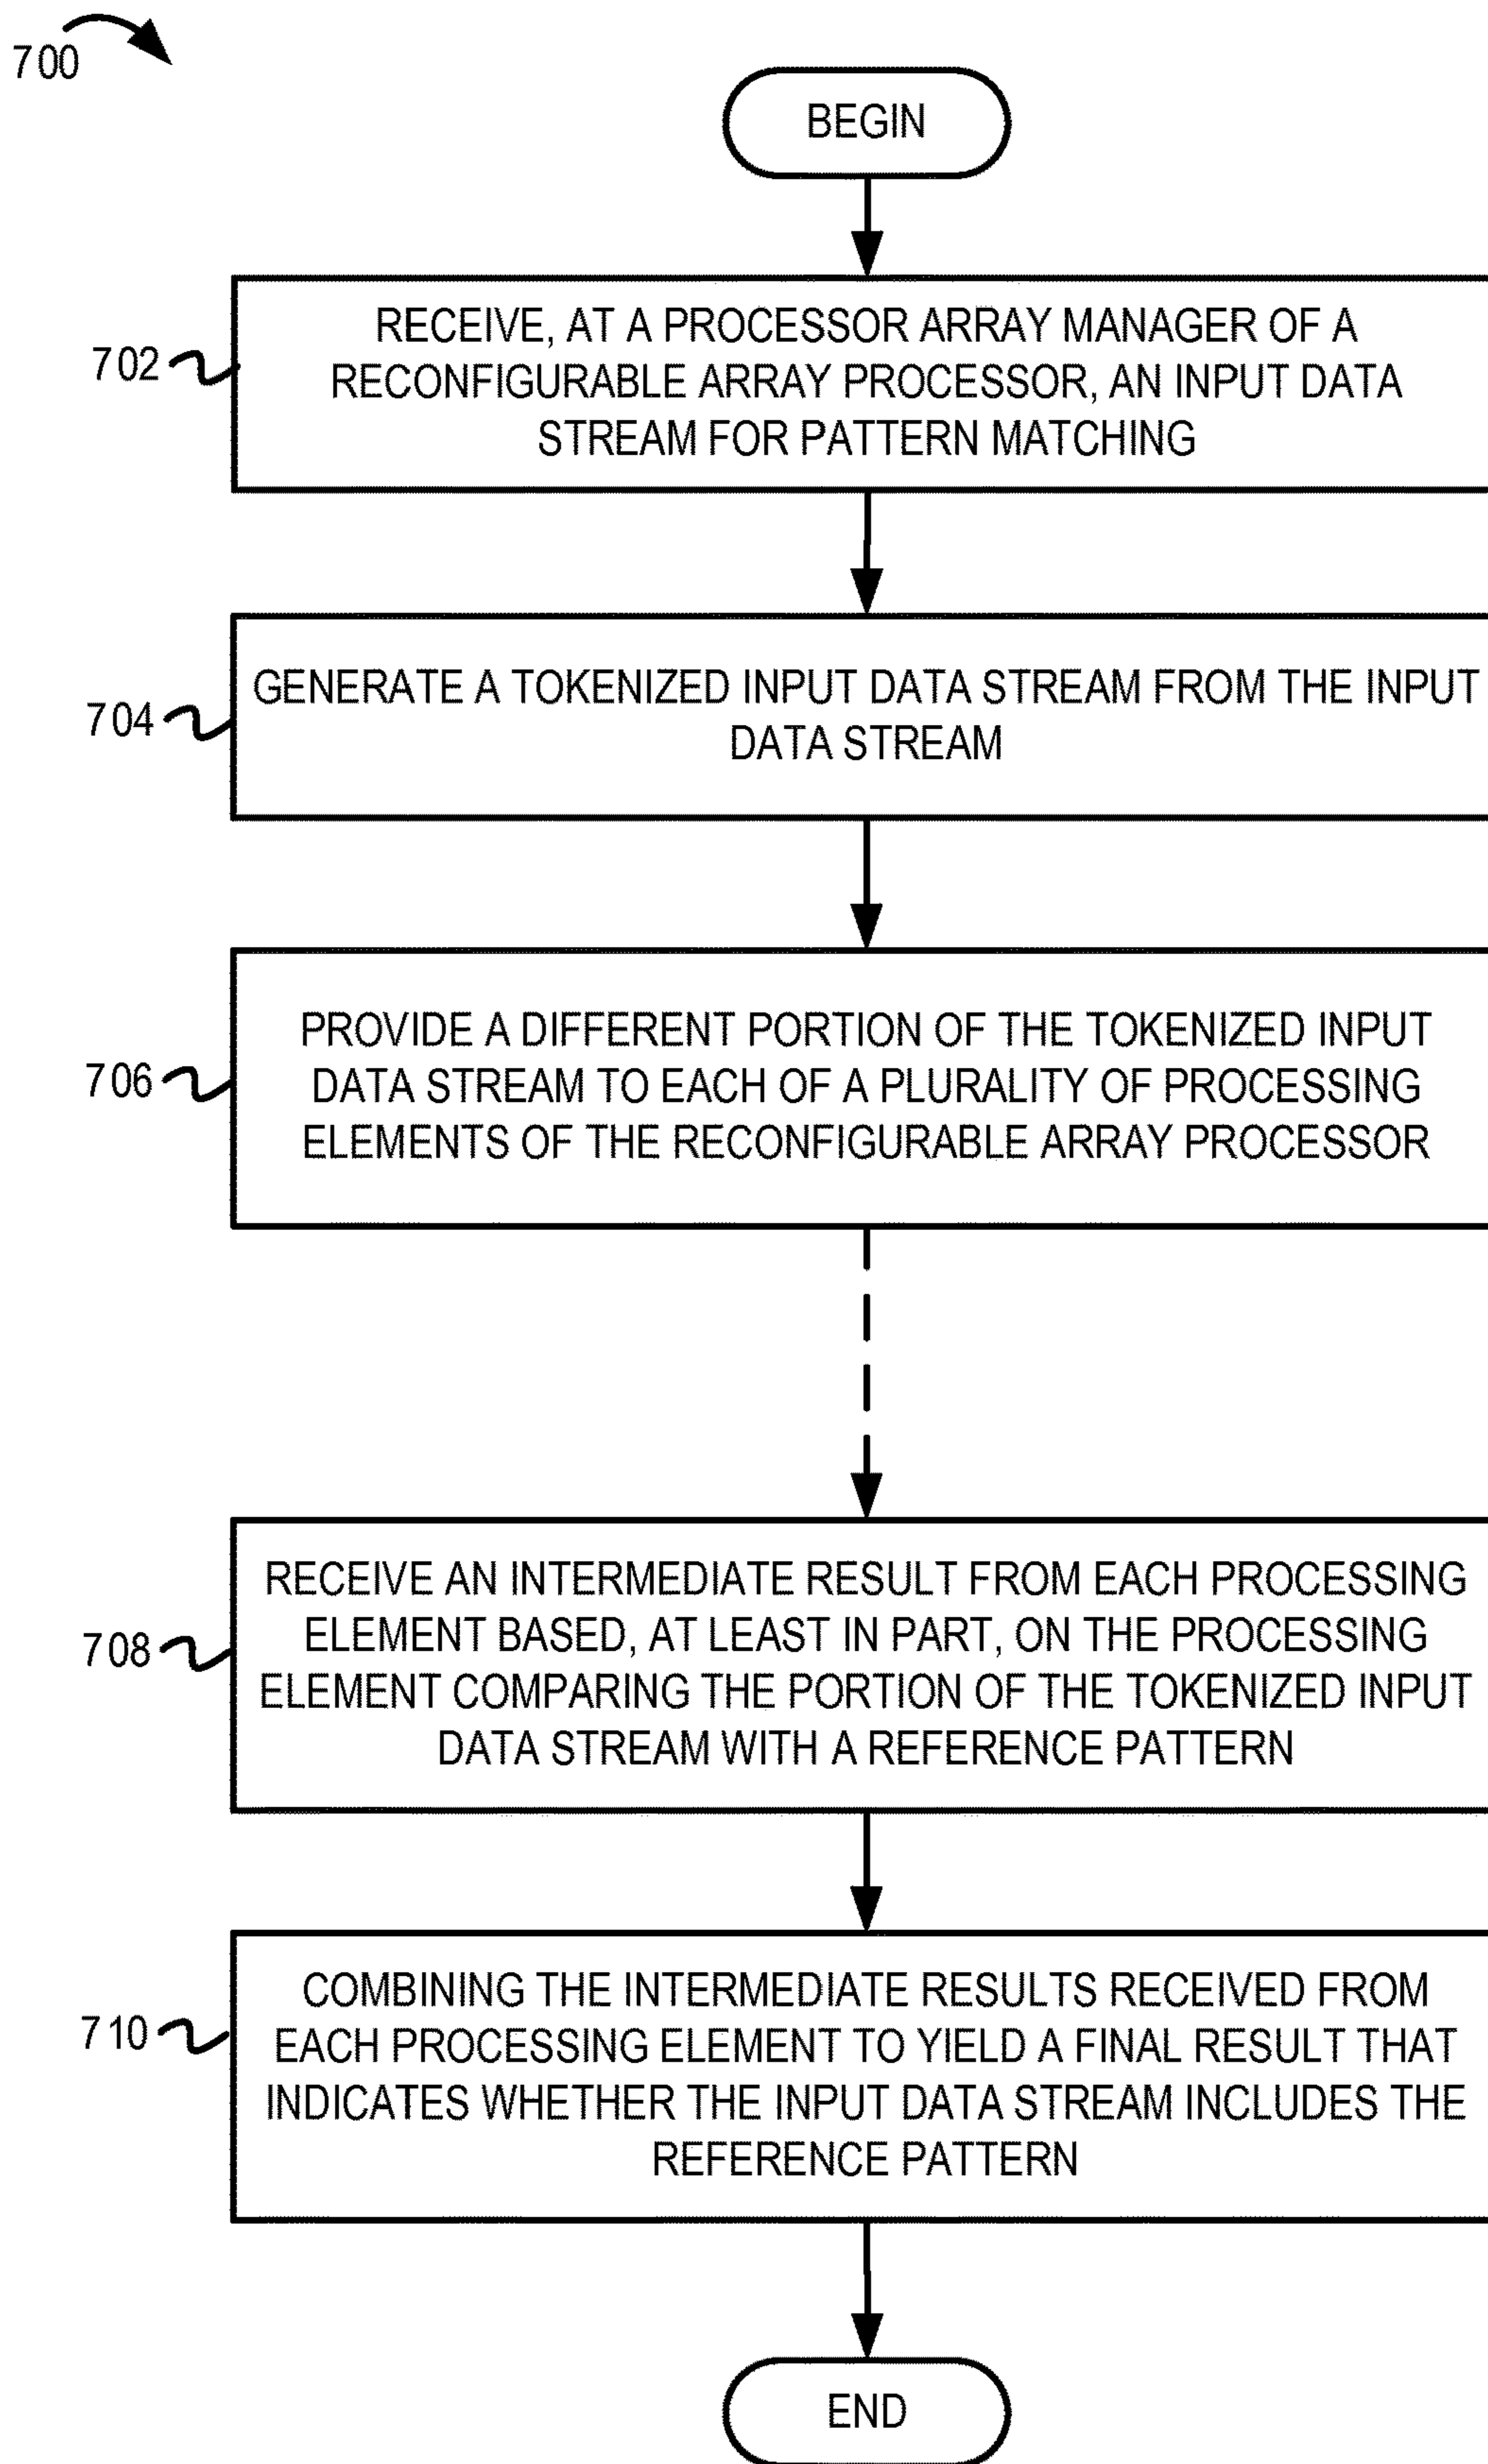 700
BEGIN
702
RECEIVE, AT A PROCESSOR ARRAY MANAGER OF A
RECONFIGURABLE ARRAY PROCESSOR, AN INPUT DATA
STREAM FOR PATTERN MATCHING
704
GENERATE A TOKENIZED INPUT DATA STREAM FROM THE INPUT
DATA STREAM
706
PROVIDE A DIFFERENT PORTION OF THE TOKENIZED INPUT
DATA STREAM TO EACH OF A PLURALITY OF PROCESSING
ELEMENTS OF THE RECONFIGURABLE ARRAY PROCESSOR
708
RECEIVE AN INTERMEDIATE RESULT FROM EACH PROCESSING
ELEMENT BASED, AT LEAST IN PART, ON THE PROCESSING
ELEMENT COMPARING THE PORTION OF THE TOKENIZED INPUT
DATA STREAM WITH A REFERENCE PATTERN
710
COMBINING THE INTERMEDIATE RESULTS RECEIVED FROM
EACH PROCESSING ELEMENT TO YIELD A FINAL RESULT THAT
INDICATES WHETHER THE INPUT DATA STREAM INCLUDES THE
REFERENCE PATTERN
END